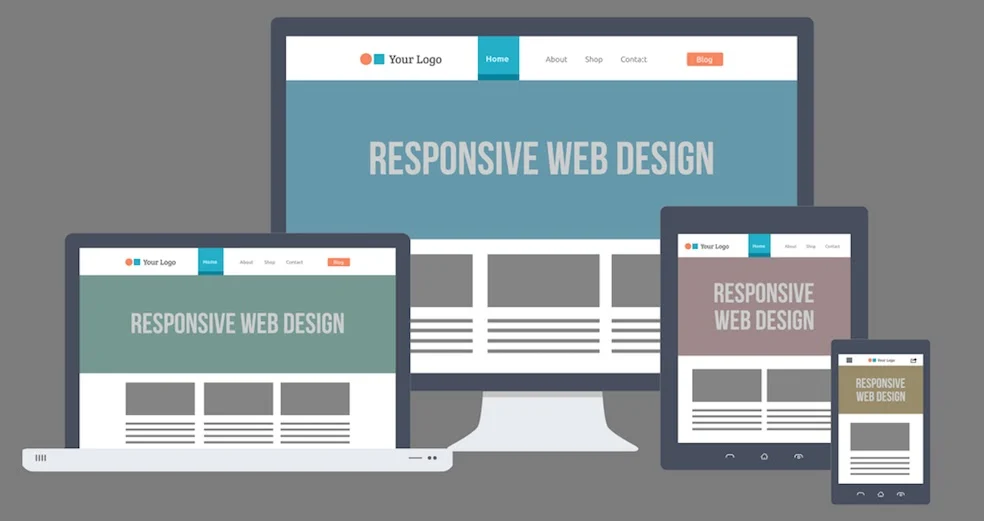 Your Logo Home About Shop Contact Blog
RESPONSIVE WEB DESIGN
Your Logo Home About Shop Contact Blog
RESPONSIVE WEB DESIGN
Your Logo Home About Shop Contact
RESPONSIVE
WEB DESIGN
Your Logo
RESPONSIVE
WEB DESIGN